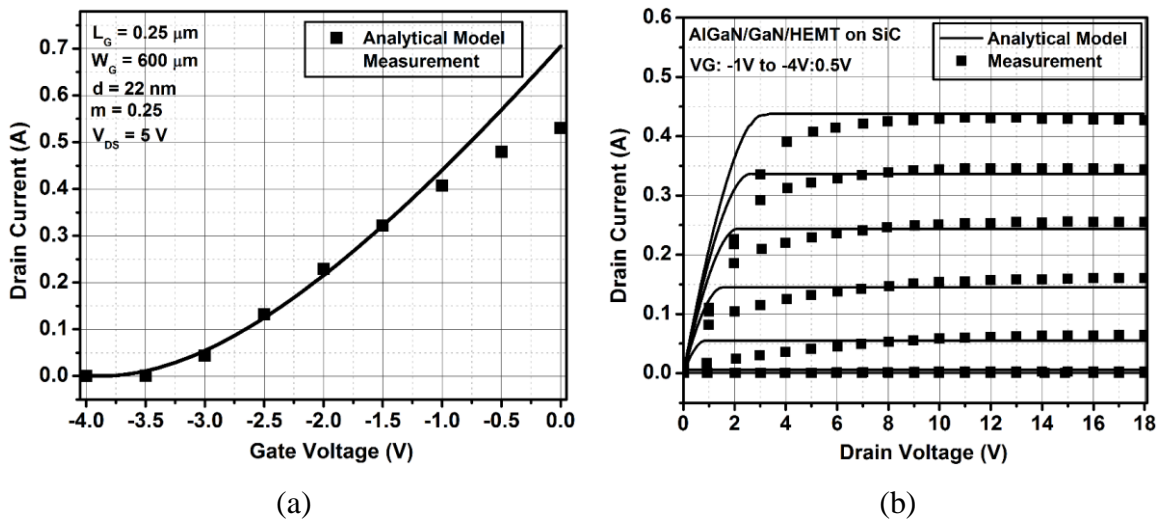 L_G = 0.25 μm
W_G = 600 μm
d = 22 nm
m = 0.25
V_DS = 5 V
Analytical Model
Measurement
0.7
0.6
0.5
0.4
0.3
0.2
0.1
0.0
Drain Current (A)
-4.0 -3.5 -3.0 -2.5 -2.0 -1.5 -1.0 -0.5 0.0
Gate Voltage (V)
(a)
AlGaN/GaN/HEMT on SiC
VG: -1V to -4V:0.5V
Analytical Model
Measurement
0.6
0.5
0.4
0.3
0.2
0.1
0.0
Drain Current (A)
0 2 4 6 8 10 12 14 16 18
Drain Voltage (V)
(b)